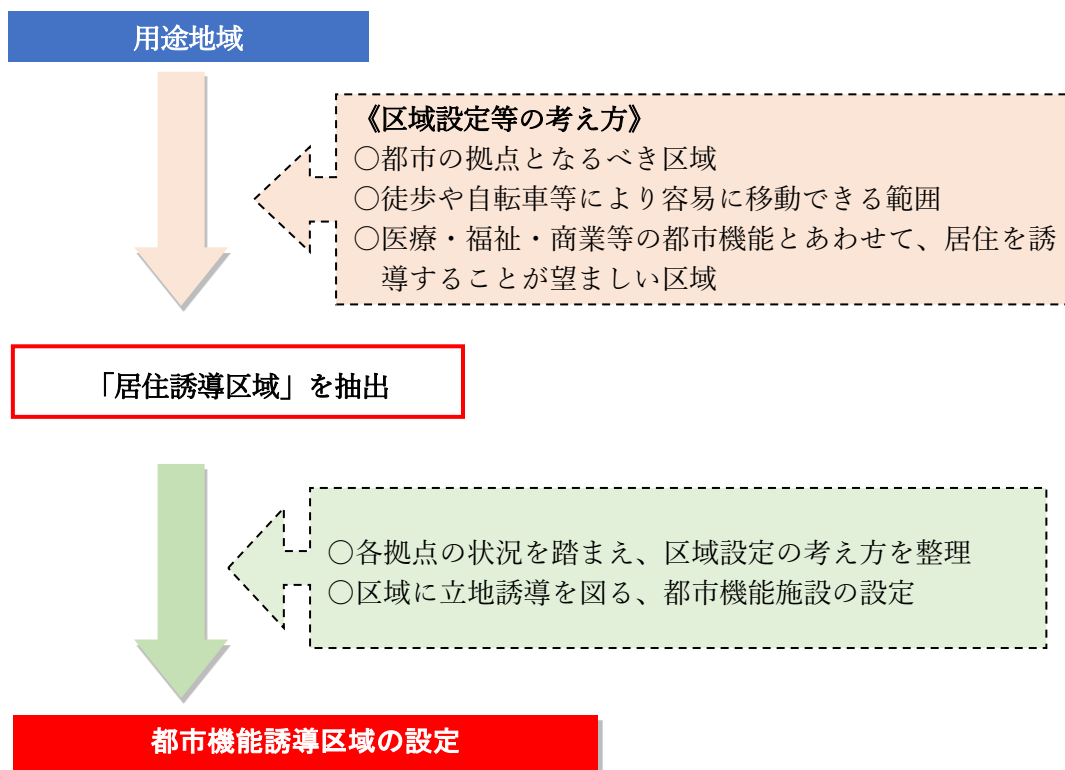 用途地域
《区域設定等の考え方》
〇都市の拠点となるべき区域
〇徒歩や自転車等により容易に移動できる範囲
〇医療・福祉・商業等の都市機能とあわせて、居住を誘
導することが望ましい区域
「居住誘導区域」を抽出
〇各拠点の状況を踏まえ、区域設定の考え方を整理
〇区域に立地誘導を図る、都市機能施設の設定
都市機能誘導区域の設定